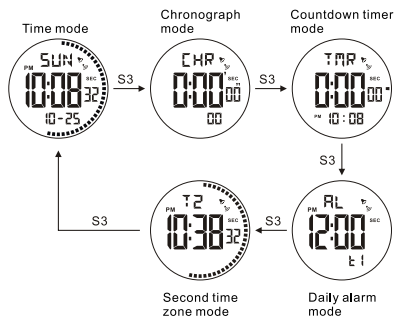 Time mode
Chronograph
mode
Countdown timer
mode
SUN
PM 10:08 SEC 32
10-25
S3
CHR
0:00 SEC 00
00
S3
TMR
0:00 SEC 00
PM 10:08
S3
AL
PM 12:00 SEC
t1
Daily alarm
mode
S3
T2
PM 10:38 SEC 32
Second time
zone mode
S3